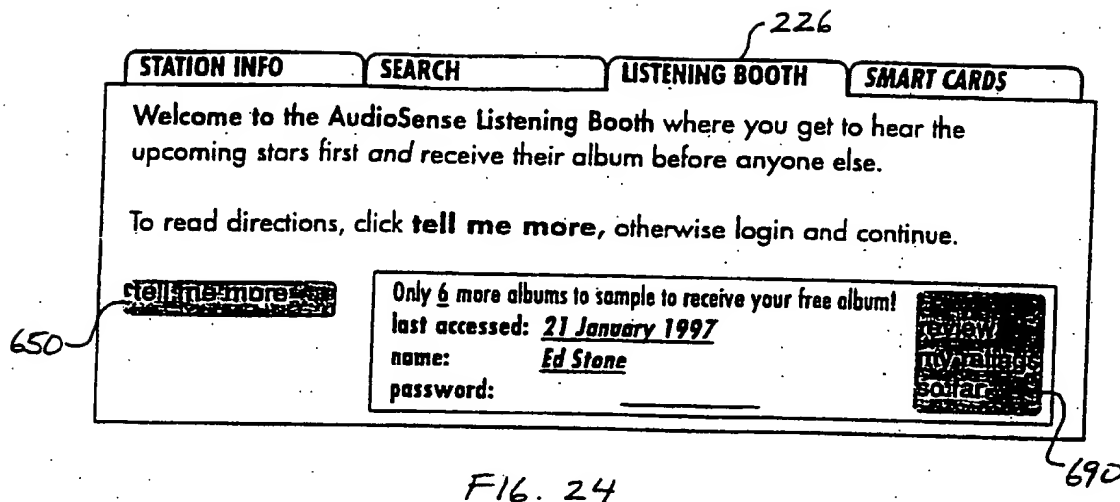 226
STATION INFO SEARCH LISTENING BOOTH SMART CARDS
Welcome to the AudioSense Listening Booth where you get to hear the
upcoming stars first and receive their album before anyone else.
To read directions, click tell me more, otherwise login and continue.
tell me more
650
Only 6 more albums to sample to receive your free album!
last accessed: 21 January 1997
name: Ed Stone
password:
review
my ratings
so far
690
FIG. 24